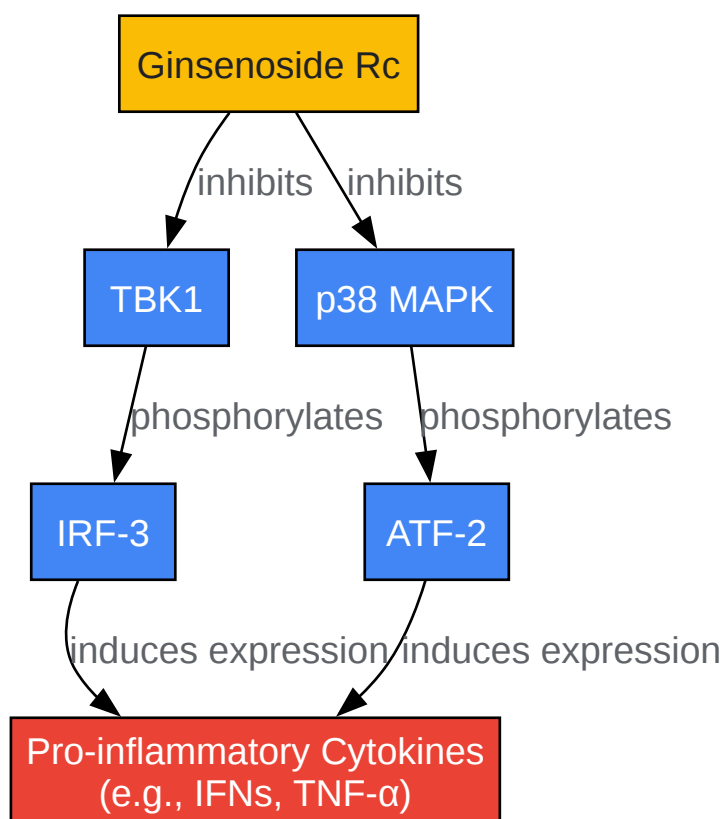 Ginsenoside Rc
inhibits inhibits
TBK1 p38 MAPK
phosphorylates phosphorylates
IRF-3 ATF-2
induces expression induces expression
Pro-inflammatory Cytokines
(e.g., IFNs, TNF-α)